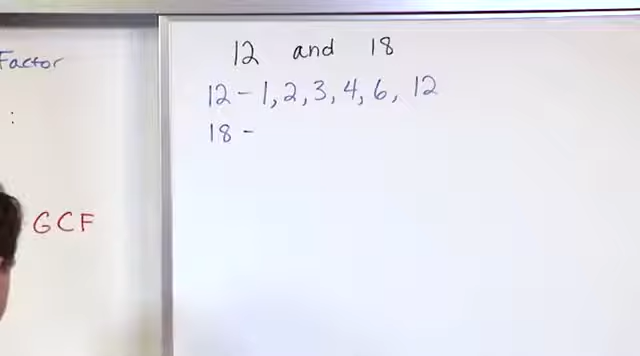 Factor
:
GCF
12 and 18
12 - 1, 2, 3, 4, 6, 12
18 -